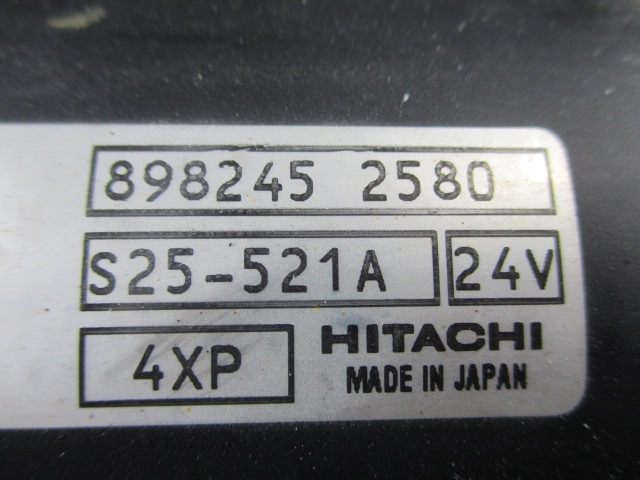 898245 2580
S25-521A 24V
4XP HITACHI
MADE IN JAPAN